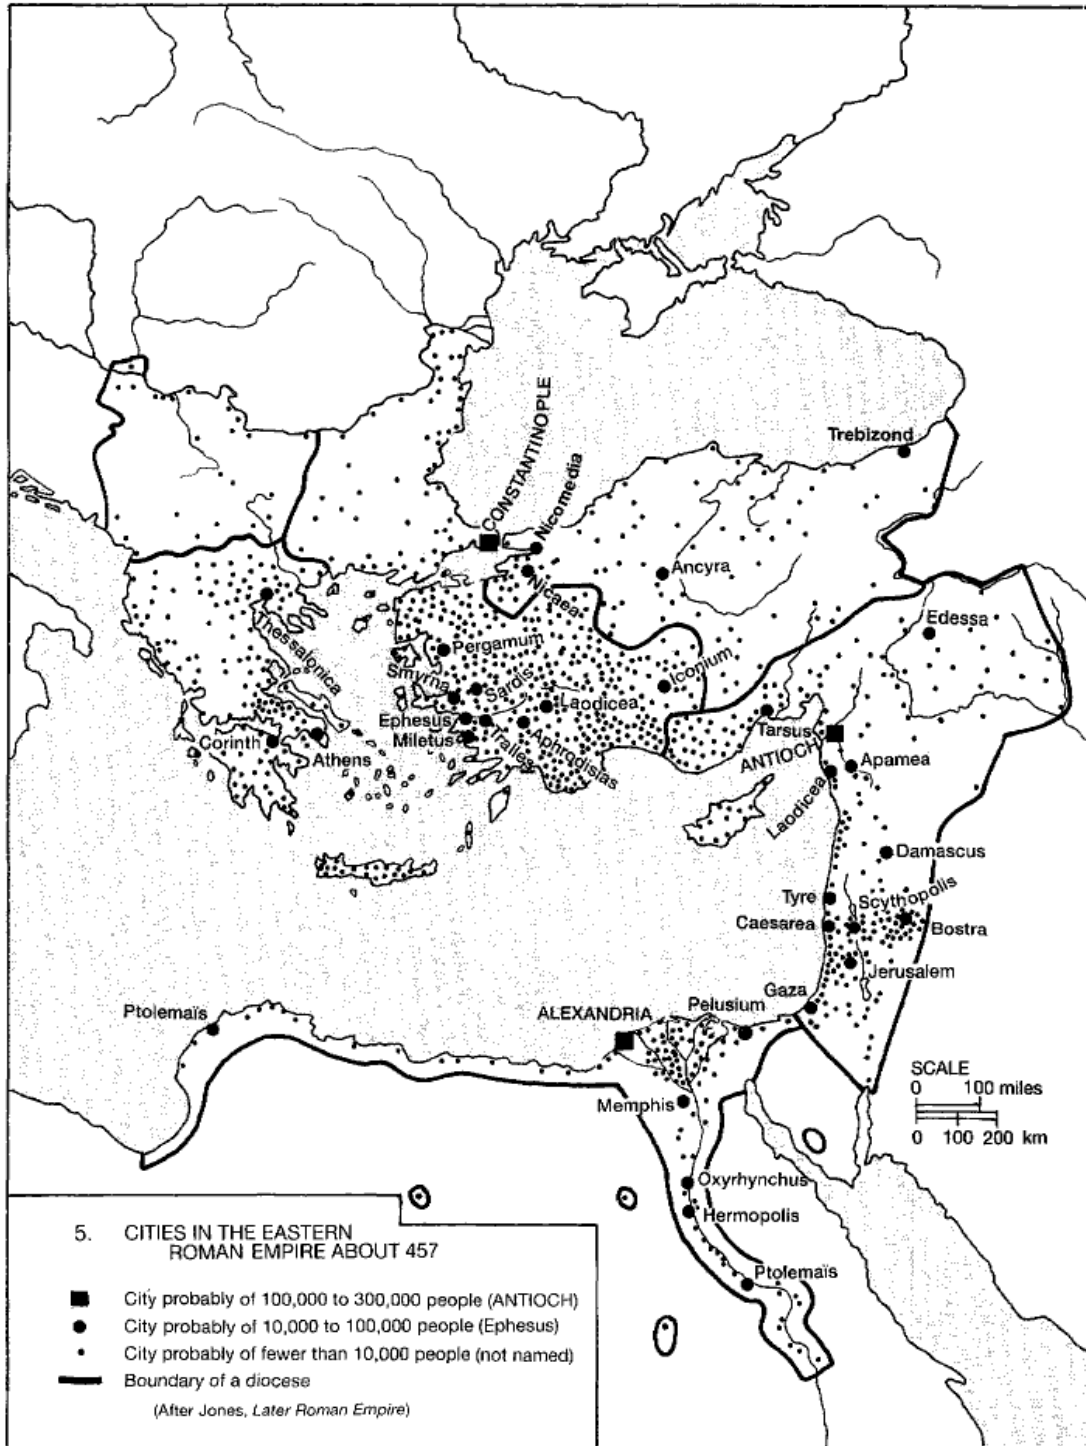 CONSTANTINOPLE
Nicomedia
Trebizond
Nicaea
Ancyra
Edessa
Thessalonica
Pergamum
Smyrna
Sardis
Iconium
Laodicea
Ephesus
Miletus
Tralles
Aphrodisias
Tarsus
ANTIOCH
Corinth
Athens
Apamea
Laodicea
Damascus
Tyre
Scythopolis
Caesarea
Bostra
Jerusalem
Gaza
Ptolemaïs
ALEXANDRIA
Pelusium
SCALE
0 100 miles
0 100 200 km
Memphis
Oxyrhynchus
Hermopolis
Ptolemaïs
5. CITIES IN THE EASTERN
ROMAN EMPIRE ABOUT 457
City probably of 100,000 to 300,000 people (ANTIOCH)
City probably of 10,000 to 100,000 people (Ephesus)
City probably of fewer than 10,000 people (not named)
Boundary of a diocese
(After Jones, Later Roman Empire)